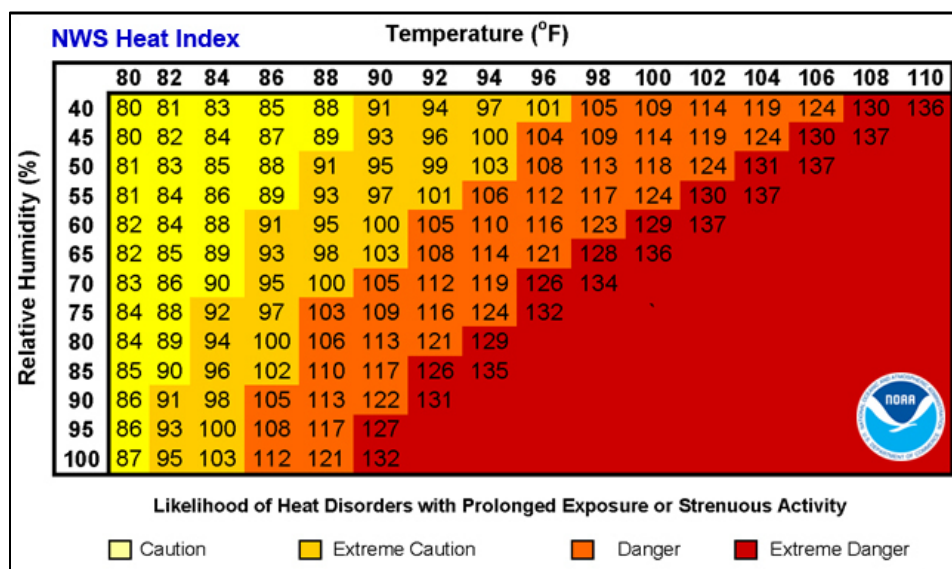 NWS Heat Index
Temperature (°F)
80 82 84 86 88 90 92 94 96 98 100 102 104 106 108 110
Relative Humidity (%)
40 80 81 83 85 88 91 94 97 101 105 109 114 119 124 130 136
45 80 82 84 87 89 93 96 100 104 109 114 119 124 130 137
50 81 83 85 88 91 95 99 103 108 113 118 124 131 137
55 81 84 86 89 93 97 101 106 112 117 124 130 137
60 82 84 88 91 95 100 105 110 116 123 129 137
65 82 85 89 93 98 103 108 114 121 128 136
70 83 86 90 95 100 105 112 119 126 134
75 84 88 92 97 103 109 116 124 132
80 84 89 94 100 106 113 121 129
85 85 90 96 102 110 117 126 135
90 86 91 98 105 113 122 131
95 86 93 100 108 117 127
100 87 95 103 112 121 132
NOAA
Likelihood of Heat Disorders with Prolonged Exposure or Strenuous Activity
Caution Extreme Caution Danger Extreme Danger